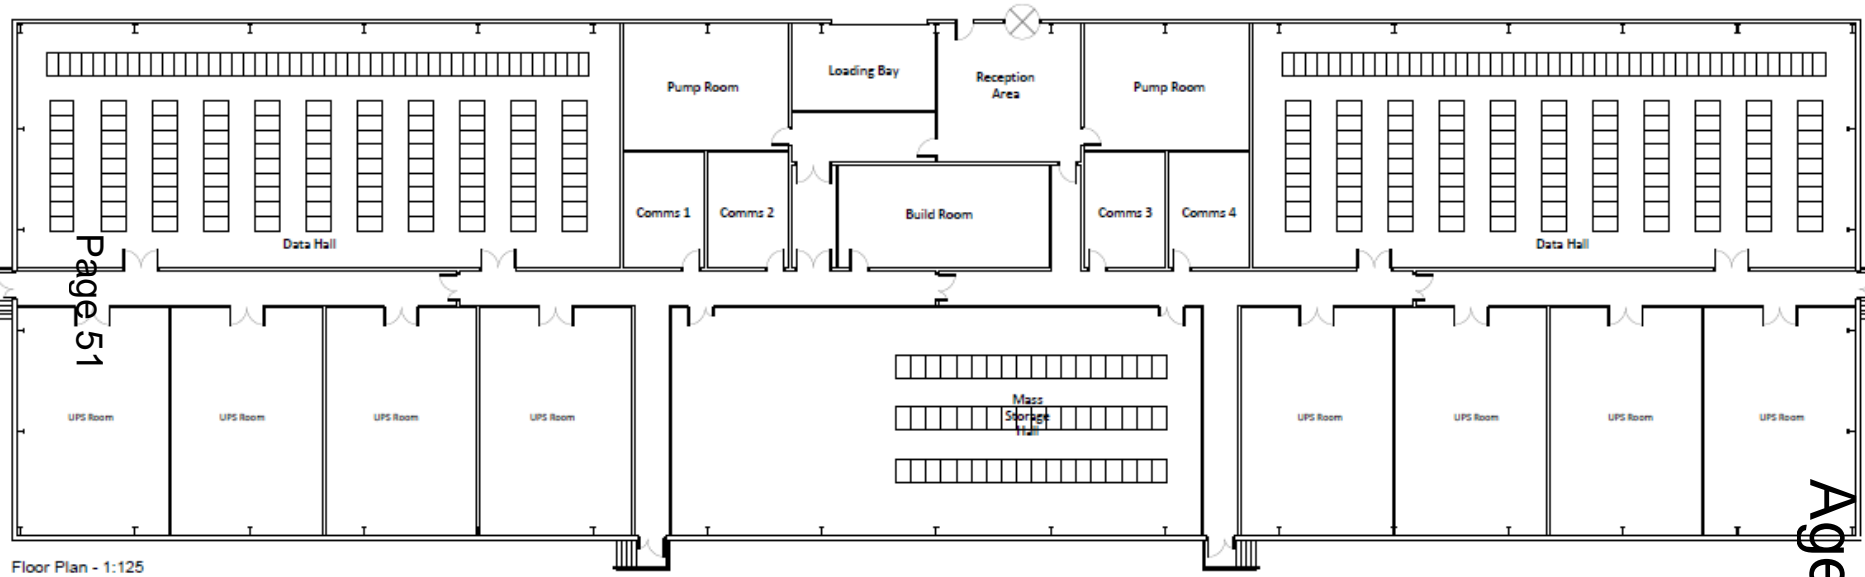 Loading Bay
Pump Room
Reception
Area
Pump Room
Comms 1
Comms 2
Build Room
Comms 3
Comms 4
Data Hall
Data Hall
Page 51
UPS Room
UPS Room
UPS Room
UPS Room
Mass
Storage
Hall
UPS Room
UPS Room
UPS Room
UPS Room
Age
Floor Plan - 1:125